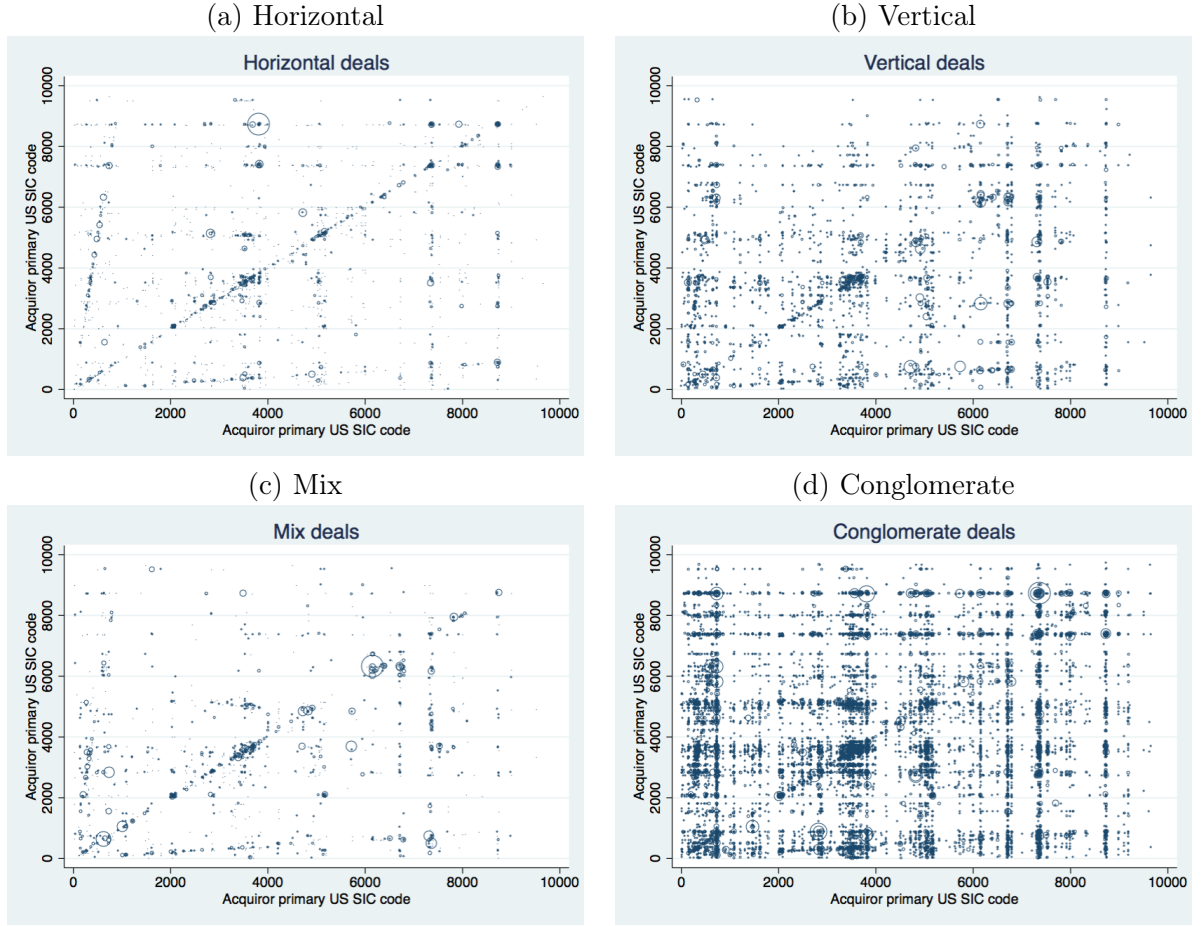 (a) Horizontal
(b) Vertical
Horizontal deals
Acquiror primary US SIC code
0 2000 4000 6000 8000 10000
0 2000 4000 6000 8000 10000
Acquiror primary US SIC code
Vertical deals
Acquiror primary US SIC code
0 2000 4000 6000 8000 10000
0 2000 4000 6000 8000 10000
Acquiror primary US SIC code
(c) Mix
(d) Conglomerate
Mix deals
Acquiror primary US SIC code
0 2000 4000 6000 8000 10000
0 2000 4000 6000 8000 10000
Acquiror primary US SIC code
Conglomerate deals
Acquiror primary US SIC code
0 2000 4000 6000 8000 10000
0 2000 4000 6000 8000 10000
Acquiror primary US SIC code